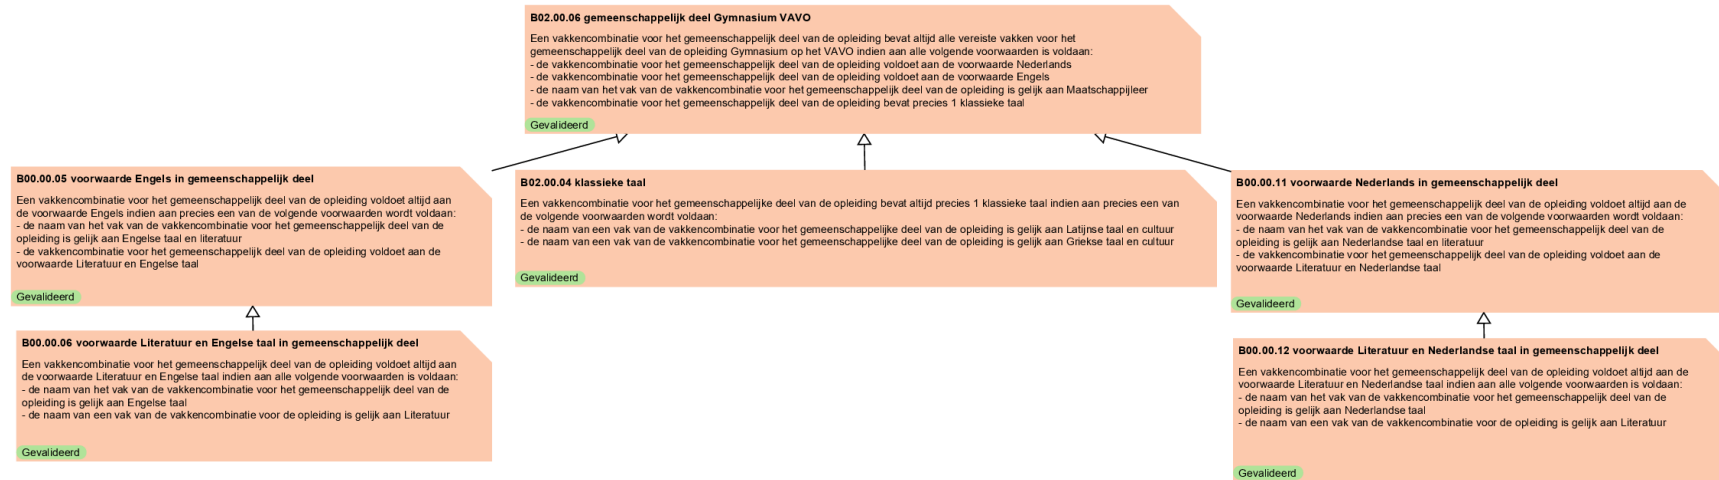 B02.00.06 gemeenschappelijk deel Gymnasium VAVO
Een vakkencombinatie voor het gemeenschappelijk deel van de opleiding bevat altijd alle vereiste vakken voor het
gemeenschappelijk deel van de opleiding Gymnasium op het VAVO indien aan alle volgende voorwaarden is voldaan:
- de vakkencombinatie voor het gemeenschappelijk deel van de opleiding voldoet aan de voorwaarde Nederlands
- de vakkencombinatie voor het gemeenschappelijk deel van de opleiding voldoet aan de voorwaarde Engels
- de naam van het vak van de vakkencombinatie voor het gemeenschappelijk deel van de opleiding is gelijk aan Maatschappijleer
- de vakkencombinatie voor het gemeenschappelijk deel van de opleiding bevat precies 1 klassieke taal
Gevalideerd
B00.00.05 voorwaarde Engels in gemeenschappelijk deel
Een vakkencombinatie voor het gemeenschappelijk deel van de opleiding voldoet altijd aan
de voorwaarde Engels indien aan precies een van de volgende voorwaarden wordt voldaan:
- de naam van het vak van de vakkencombinatie voor het gemeenschappelijk deel van de
opleiding is gelijk aan Engelse taal en literatuur
- de vakkencombinatie voor het gemeenschappelijk deel van de opleiding voldoet aan de
voorwaarde Literatuur en Engelse taal
Gevalideerd
B02.00.04 klassieke taal
Een vakkencombinatie voor het gemeenschappelijke deel van de opleiding bevat altijd precies 1 klassieke taal indien aan precies een van
de volgende voorwaarden wordt voldaan:
- de naam van een vak van de vakkencombinatie voor het gemeenschappelijke deel van de opleiding is gelijk aan Latijnse taal en cultuur
- de naam van een vak van de vakkencombinatie voor het gemeenschappelijke deel van de opleiding is gelijk aan Griekse taal en cultuur
Gevalideerd
B00.00.11 voorwaarde Nederlands in gemeenschappelijk deel
Een vakkencombinatie voor het gemeenschappelijk deel van de opleiding voldoet altijd aan de
voorwaarde Nederlands indien aan precies een van de volgende voorwaarden wordt voldaan:
- de naam van het vak van de vakkencombinatie voor het gemeenschappelijk deel van de
opleiding is gelijk aan Nederlandse taal en literatuur
- de vakkencombinatie voor het gemeenschappelijk deel van de opleiding voldoet aan de
voorwaarde Literatuur en Nederlandse taal
Gevalideerd
B00.00.06 voorwaarde Literatuur en Engelse taal in gemeenschappelijk deel
Een vakkencombinatie voor het gemeenschappelijk deel van de opleiding voldoet altijd aan
de voorwaarde Literatuur en Engelse taal indien aan alle volgende voorwaarden is voldaan:
- de naam van het vak van de vakkencombinatie voor het gemeenschappelijk deel van de
opleiding is gelijk aan Engelse taal
- de naam van een vak van de vakkencombinatie voor de opleiding is gelijk aan Literatuur
Gevalideerd
B00.00.12 voorwaarde Literatuur en Nederlandse taal in gemeenschappelijk deel
Een vakkencombinatie voor het gemeenschappelijk deel van de opleiding voldoet altijd aan de
voorwaarde Literatuur en Nederlandse taal indien aan alle volgende voorwaarden is voldaan:
- de naam van het vak van de vakkencombinatie voor het gemeenschappelijk deel van de
opleiding is gelijk aan Nederlandse taal
- de naam van een vak van de vakkencombinatie voor de opleiding is gelijk aan Literatuur
Gevalideerd